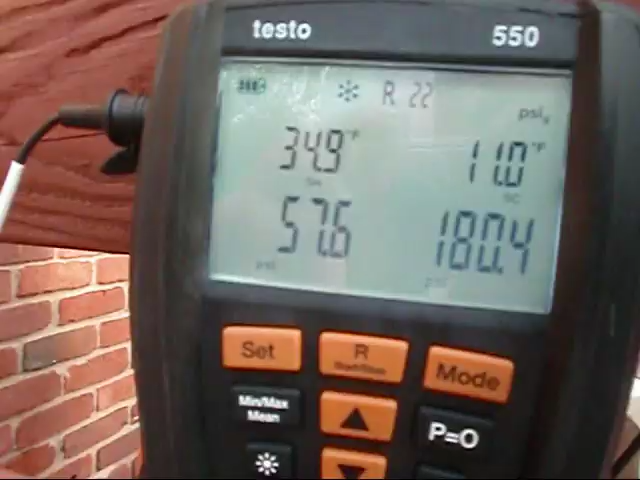 testo 550
R 22
psig
34.9 °F 11.0 °F
SH SC
57.6 180.4
psi psi
Set R Start/Stop Mode
Min/Max Mean P=O